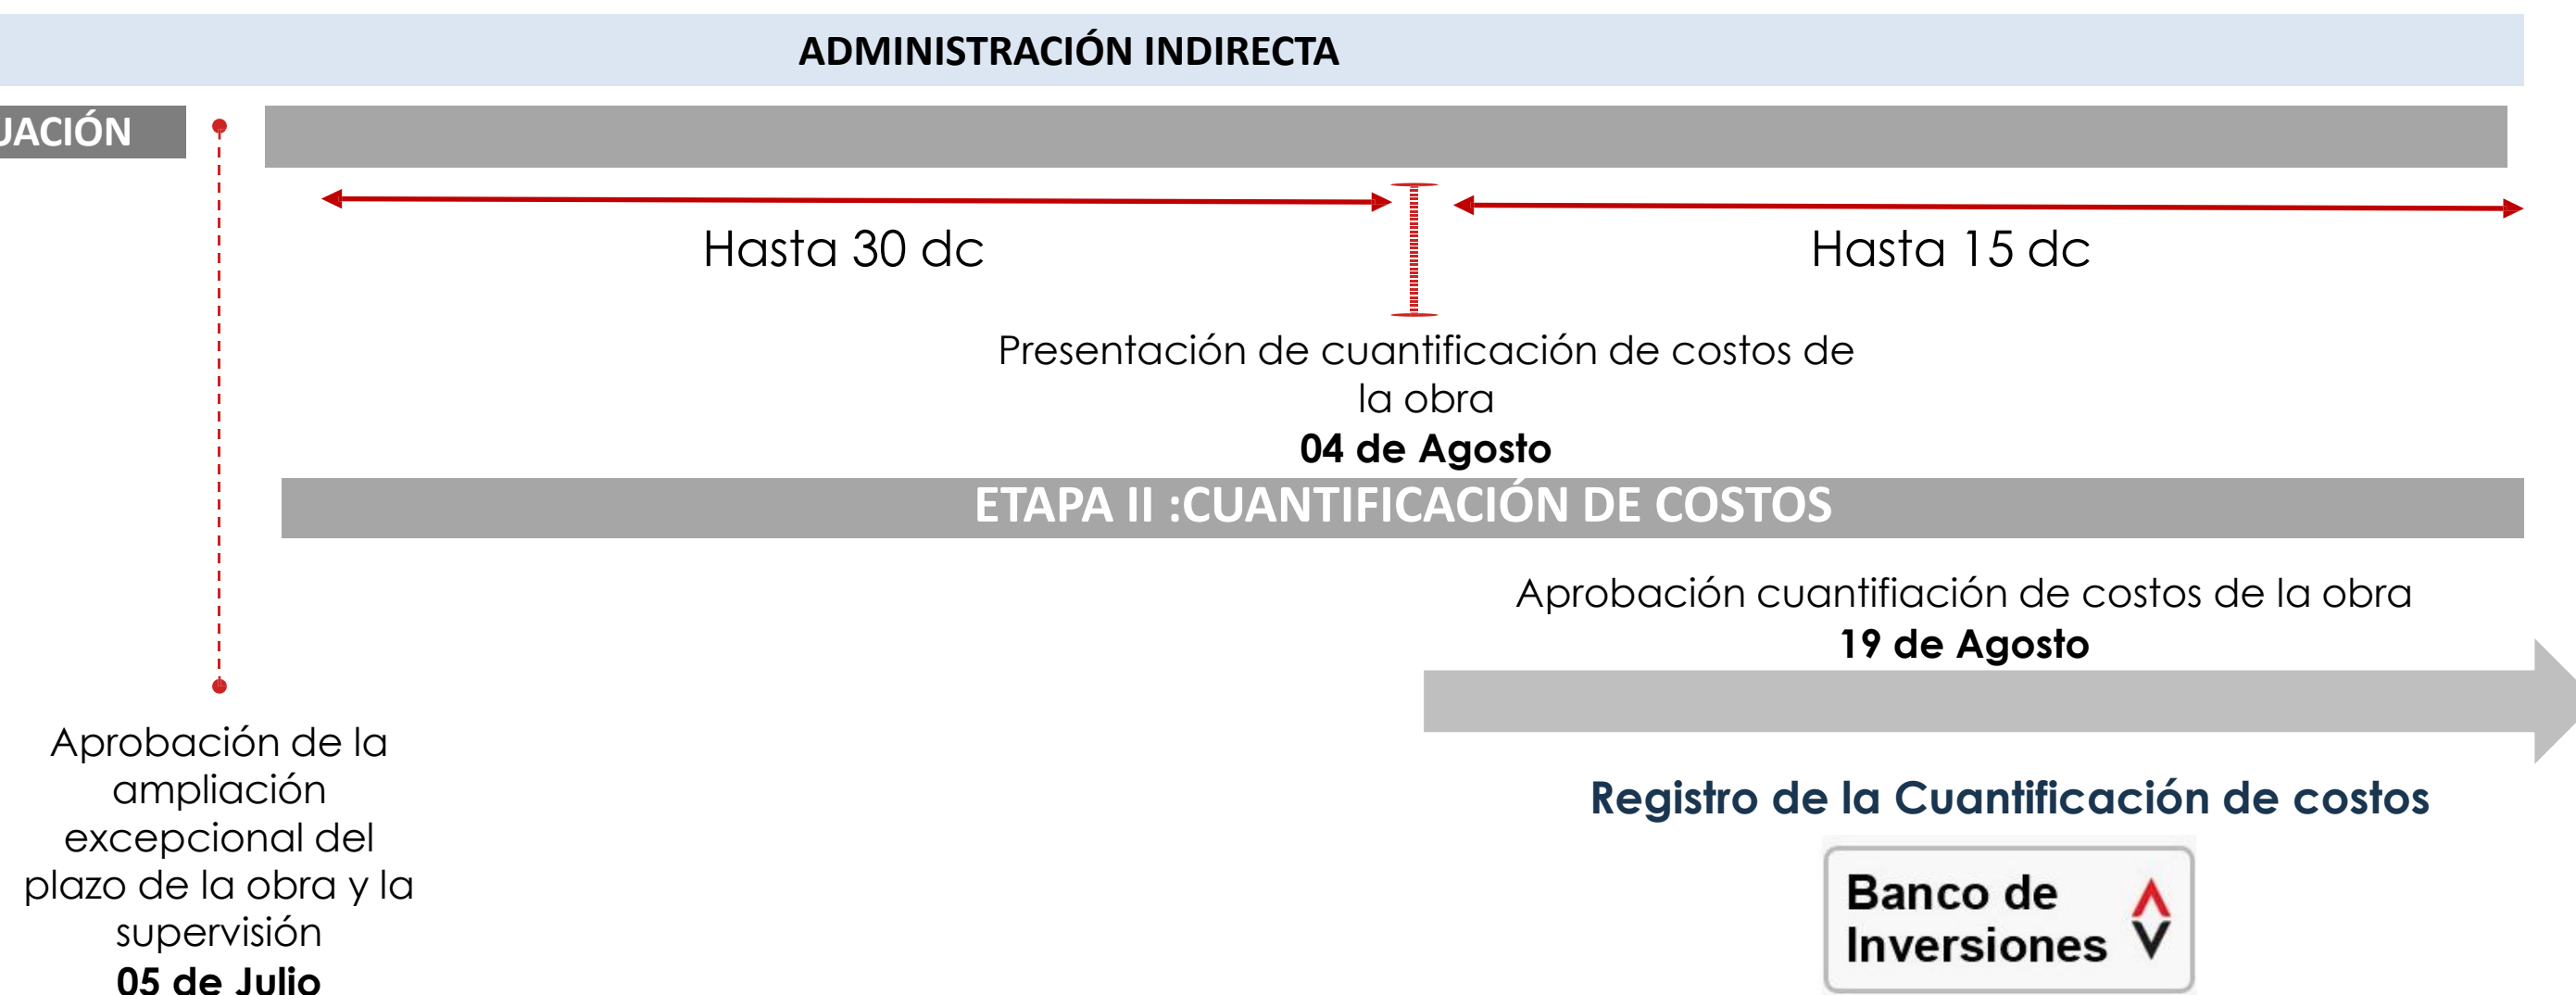 ADMINISTRACIÓN INDIRECTA
UACIÓN
Hasta 30 dc
Hasta 15 dc
Presentación de cuantificación de costos de
la obra
04 de Agosto
ETAPA II :CUANTIFICACIÓN DE COSTOS
Aprobación cuantifiación de costos de la obra
19 de Agosto
Aprobación de la
ampliación
excepcional del
plazo de la obra y la
supervisión
05 de Julio
Registro de la Cuantificación de costos
Banco de
Inversiones